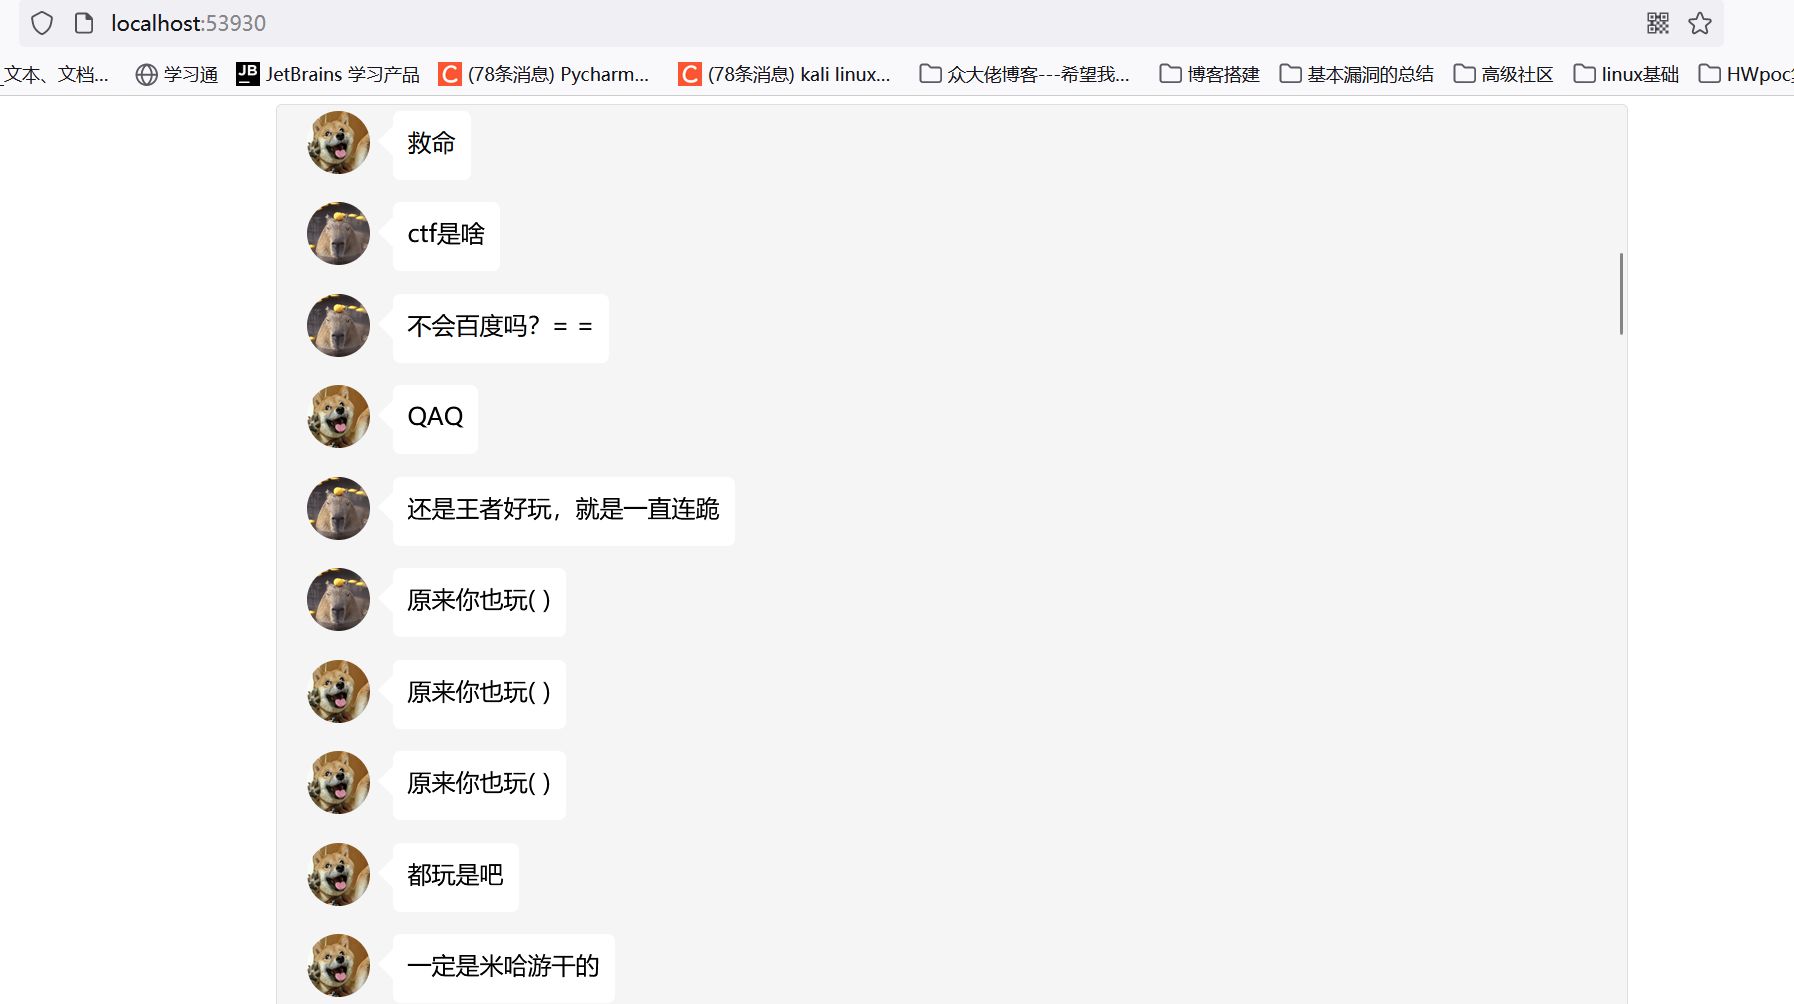 localhost:53930
_文本、文档... 学习通 JB JetBrains 学习产品 C (78条消息) Pycharm... C (78条消息) kali linux... 众大佬博客---希望我... 博客搭建 基本漏洞的总结 高级社区 linux基础 HWpoc
救命
ctf是啥
不会百度吗？= =
QAQ
还是王者好玩，就是一直连跪
原来你也玩( )
原来你也玩( )
原来你也玩( )
都玩是吧
一定是米哈游干的